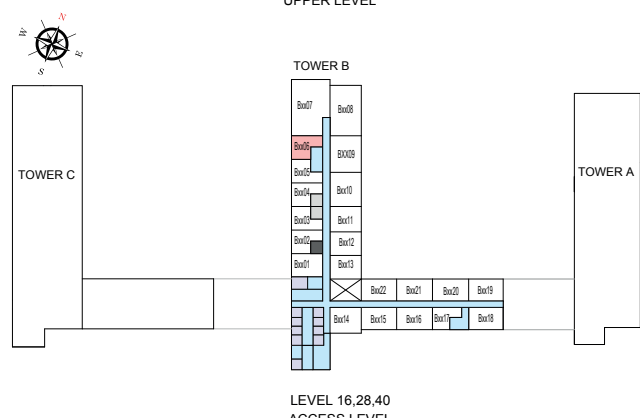 UPPER LEVEL
N
W
E
S
TOWER B
Bxx07
Bxx08
Bxx06
BXX09
Bxx05
TOWER C
TOWER A
Bxx04
Bxx10
Bxx03
Bxx11
Bxx02
Bxx12
Bxx01
Bxx13
Bxx22
Bxx21
Bxx20
Bxx19
Bxx14
Bxx15
Bxx16
Bxx17
Bxx18
LEVEL 16,28,40
ACCESS LEVEL